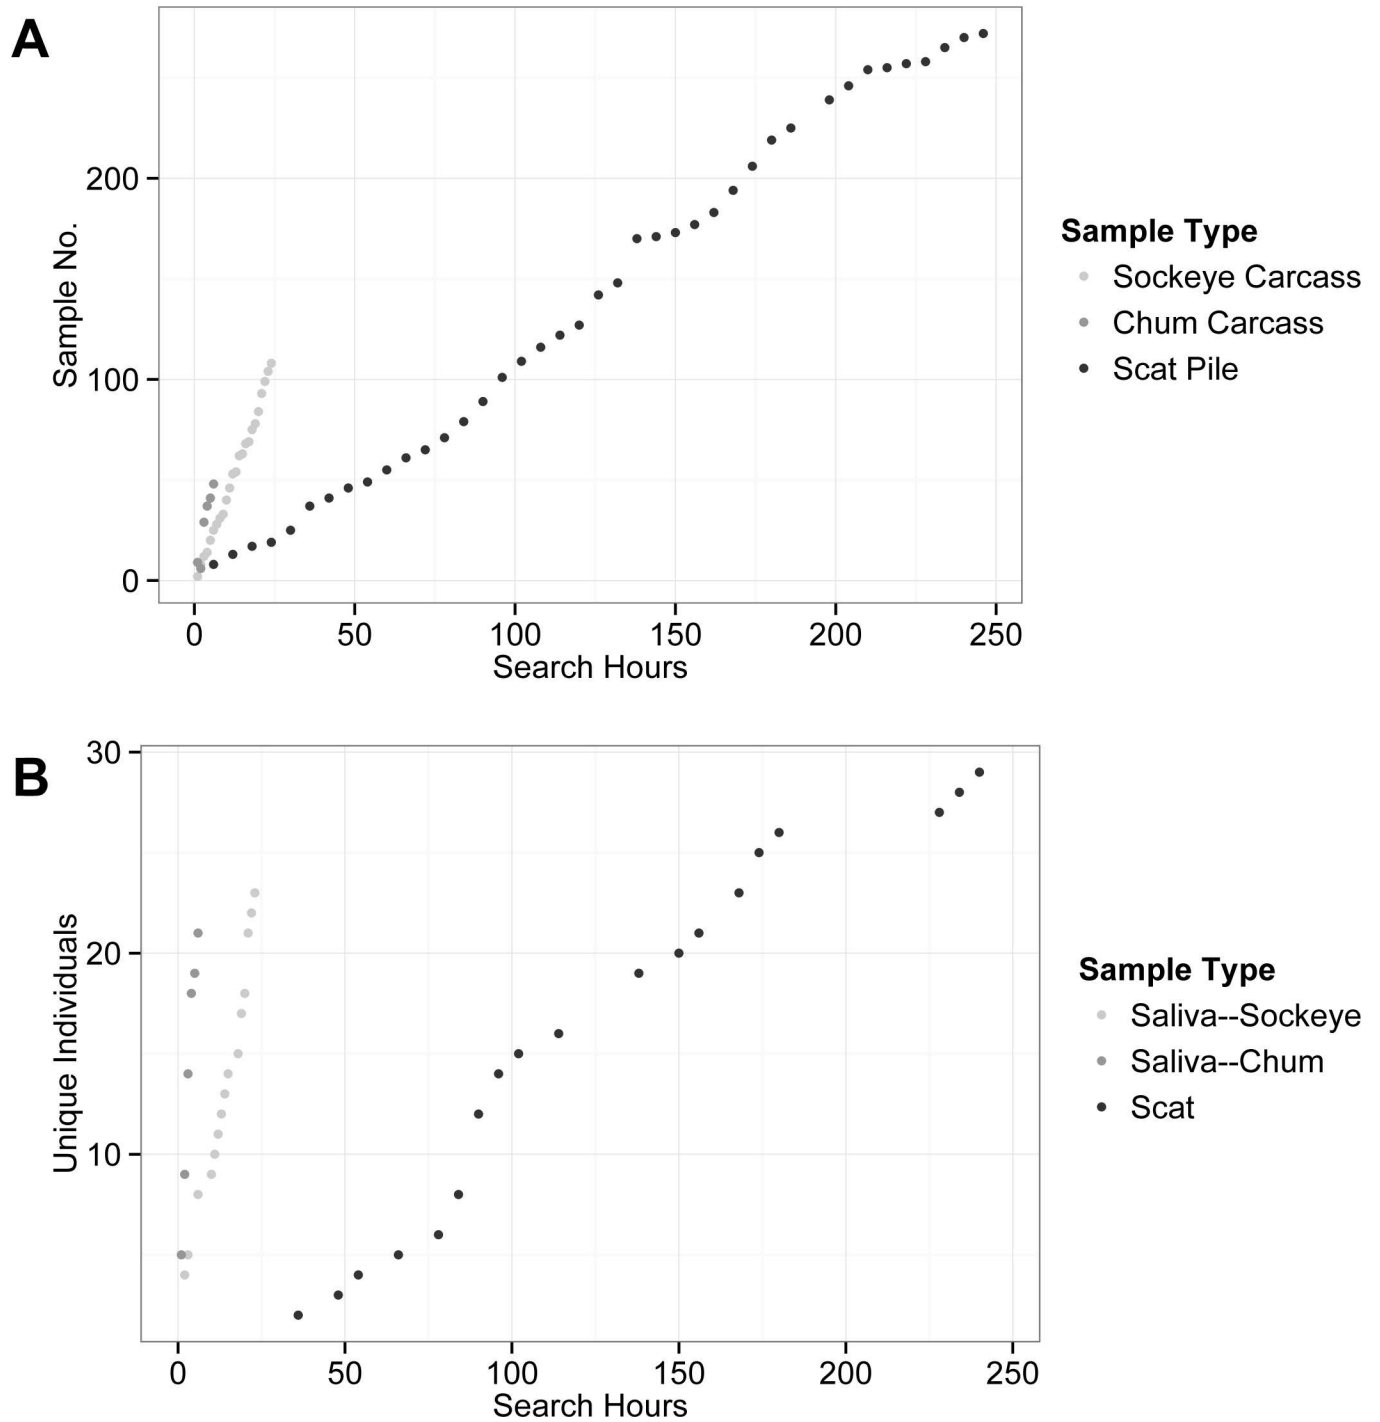 A
200
100
0
Sample No.
0 50 100 150 200 250
Search Hours
Sample Type
Sockeye Carcass
Chum Carcass
Scat Pile
B
30
20
10
Unique Individuals
0 50 100 150 200 250
Search Hours
Sample Type
Saliva--Sockeye
Saliva--Chum
Scat